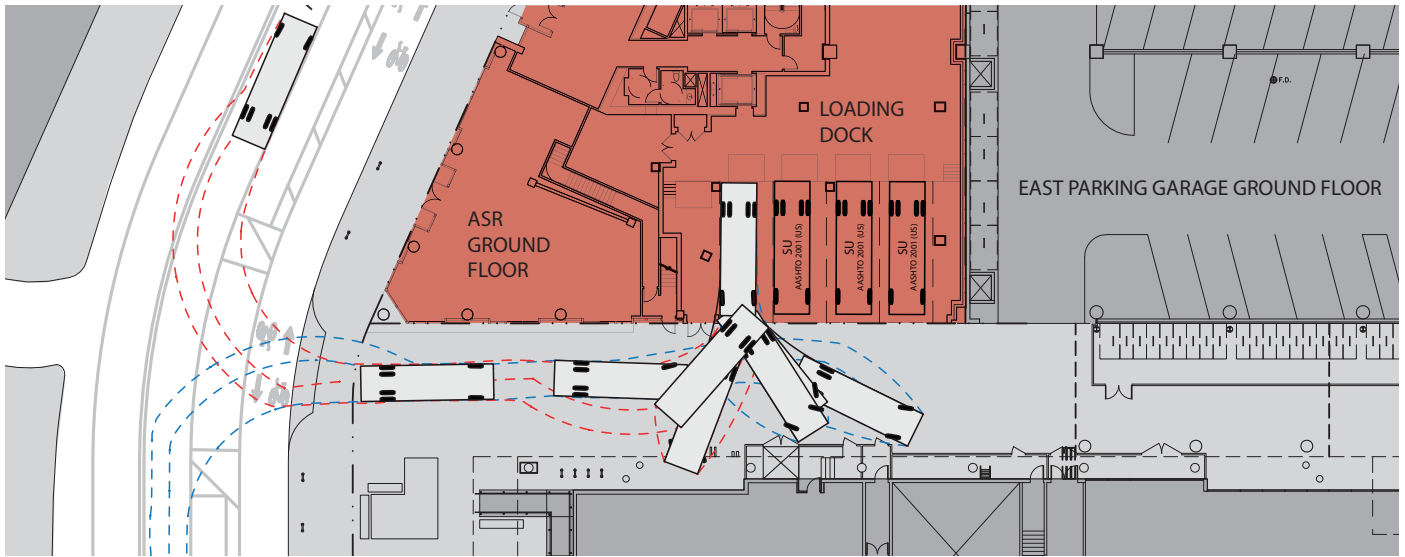 F.D.
LOADING
DOCK
EAST PARKING GARAGE GROUND FLOOR
ASR
GROUND
FLOOR
SU
AASHTO 2001 (US)
SU
AASHTO 2001 (US)
SU
AASHTO 2001 (US)